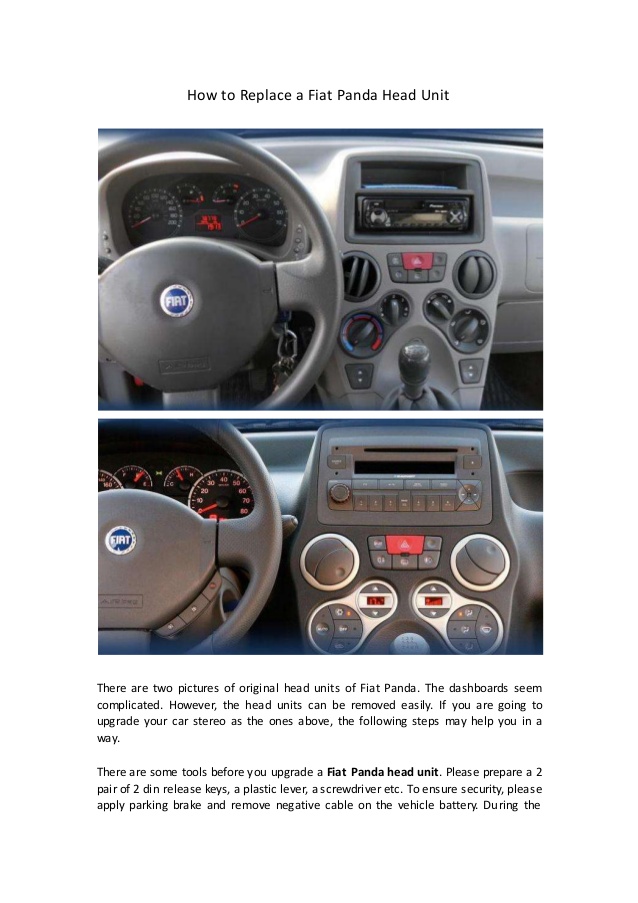 How to Replace a Fiat Panda Head Unit
FIAT
FIAT
There are two pictures of original head units of Fiat Panda. The dashboards seem
complicated. However, the head units can be removed easily. If you are going to
upgrade your car stereo as the ones above, the following steps may help you in a
way.
There are some tools before you upgrade a Fiat Panda head unit. Please prepare a 2
pair of 2 din release keys, a plastic lever, a screwdriver etc. To ensure security, please
apply parking brake and remove negative cable on the vehicle battery. During the